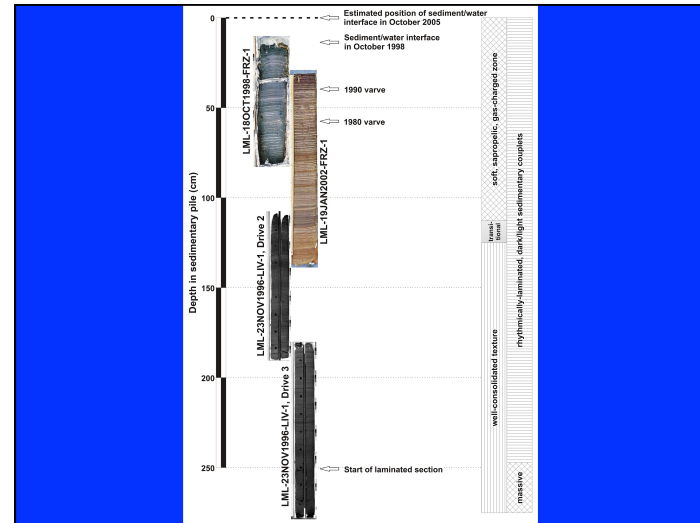 Estimated position of sediment/water
interface in October 2005
Sediment/water interface
in October 1998
1990 varve
1980 varve
Start of laminated section
Depth in sedimentary pile (cm)
0
50
100
150
200
250
LML-18OCT1998-FRZ-1
LML-19JAN2002-FRZ-1
LML-23NOV1996-LIV-1, Drive 2
LML-23NOV1996-LIV-1, Drive 3
soft, sapropelic, gas-charged zone
transi-
tional
well-consolidated texture
rhythmically-laminated, dark/light sedimentary couplets
massive